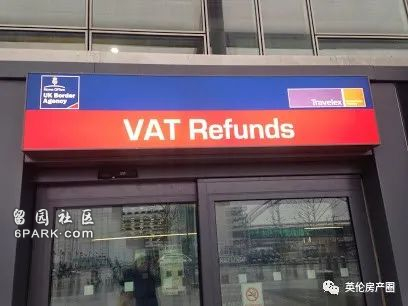 Home Office
UK Border
Agency
Travelex
VAT Refunds
留园社区
6PARK.com
英伦房产圈